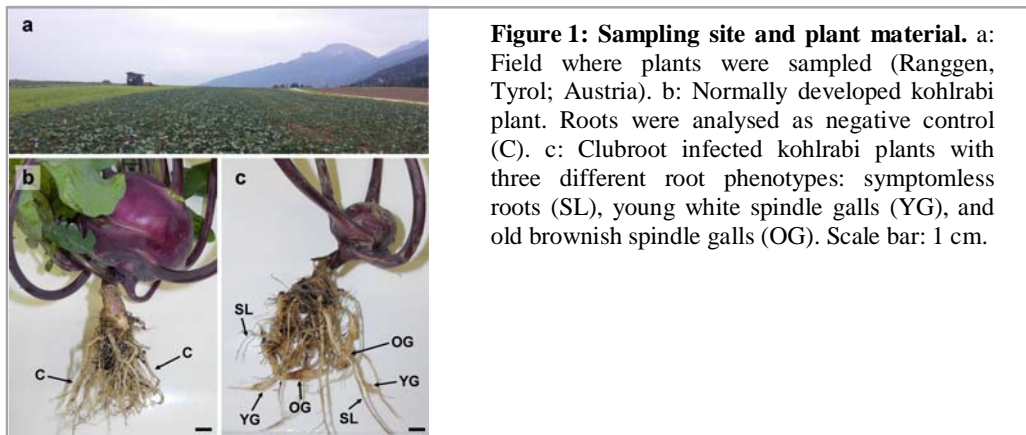 a
b
c
C
C
SL
OG
YG
YG
OG
SL
Figure 1: Sampling site and plant material. a:
Field where plants were sampled (Ranggen,
Tyrol; Austria). b: Normally developed kohlrabi
plant. Roots were analysed as negative control
(C). c: Clubroot infected kohlrabi plants with
three different root phenotypes: symptomless
roots (SL), young white spindle galls (YG), and
old brownish spindle galls (OG). Scale bar: 1 cm.